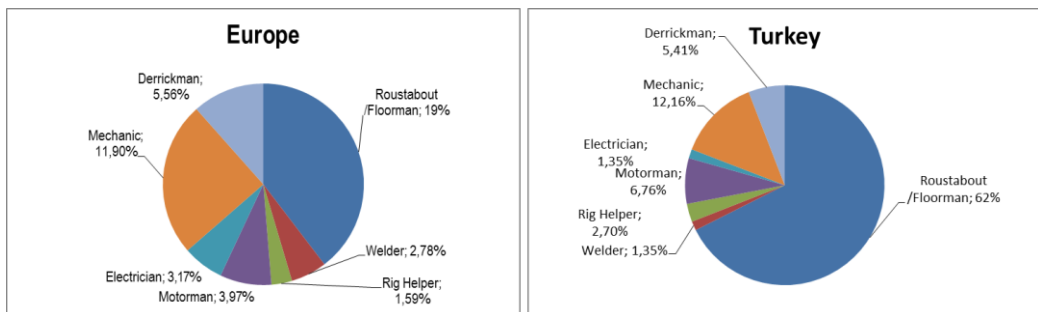 Europe
Derrickman;
5,56%
Roustabout
/Floorman; 19%
Mechanic;
11,90%
Welder; 2,78%
Electrician; 3,17%
Rig Helper;
1,59%
Motorman; 3,97%
Turkey
Derrickman;
5,41%
Mechanic;
12,16%
Electrician;
1,35%
Motorman;
6,76%
Roustabout
/Floorman; 62%
Rig Helper;
2,70%
Welder; 1,35%